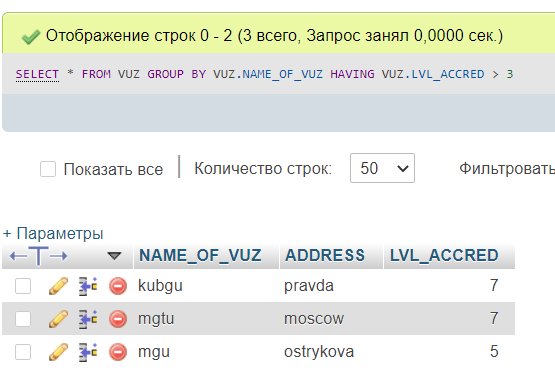 Отображение строк 0 - 2 (3 всего, Запрос занял 0,0000 сек.)
SELECT * FROM VUZ GROUP BY VUZ.NAME_OF_VUZ HAVING VUZ.LVL_ACCRED > 3
Показать все Количество строк: 50 Фильтровать
+ Параметры
NAME_OF_VUZ ADDRESS LVL_ACCRED
kubgu pravda 7
mgtu moscow 7
mgu ostrykova 5